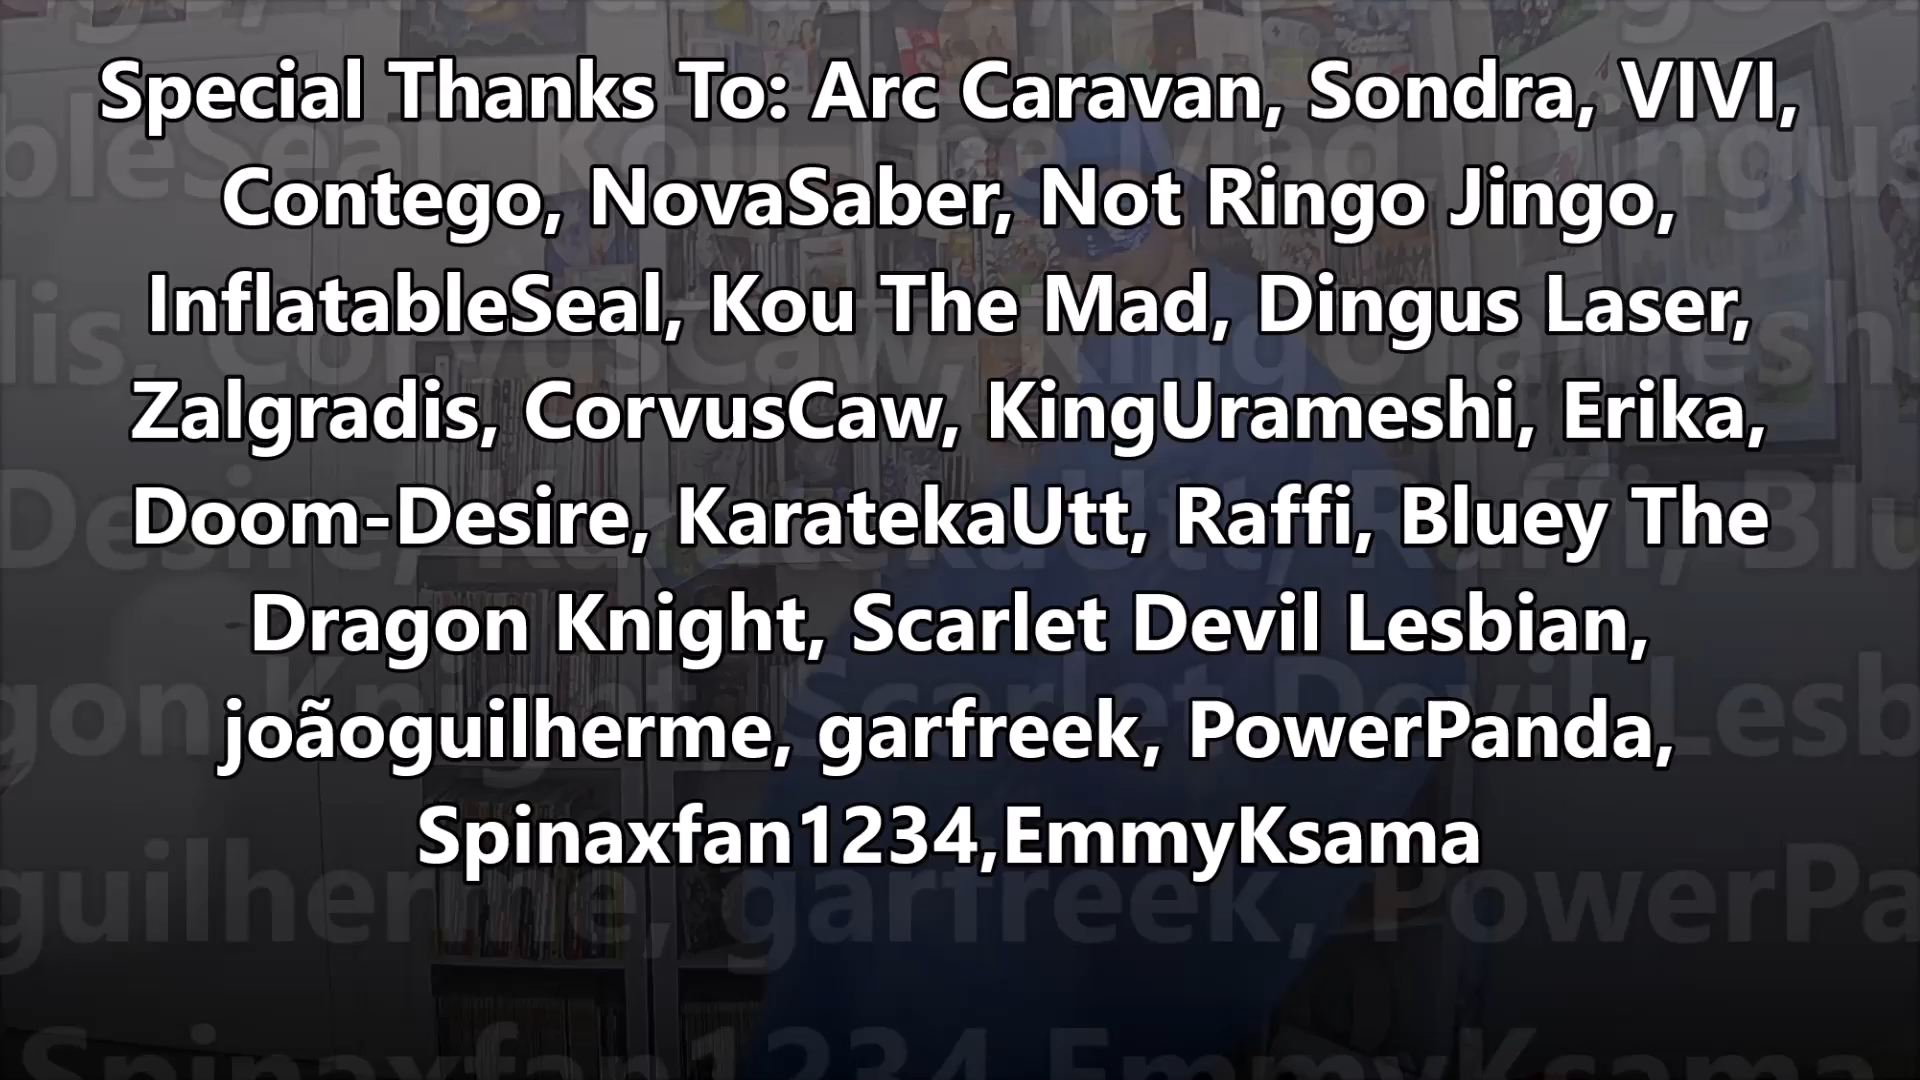 Special Thanks To: Arc Caravan, Sondra, VIVI,
Contego, NovaSaber, Not Ringo Jingo,
InflatableSeal, Kou The Mad, Dingus Laser,
Zalgradis, CorvusCaw, KingUrameshi, Erika,
Doom-Desire, KaratekaUtt, Raffi, Bluey The
Dragon Knight, Scarlet Devil Lesbian,
joãoguilherme, garfreek, PowerPanda,
Spinaxfan1234,EmmyKsama